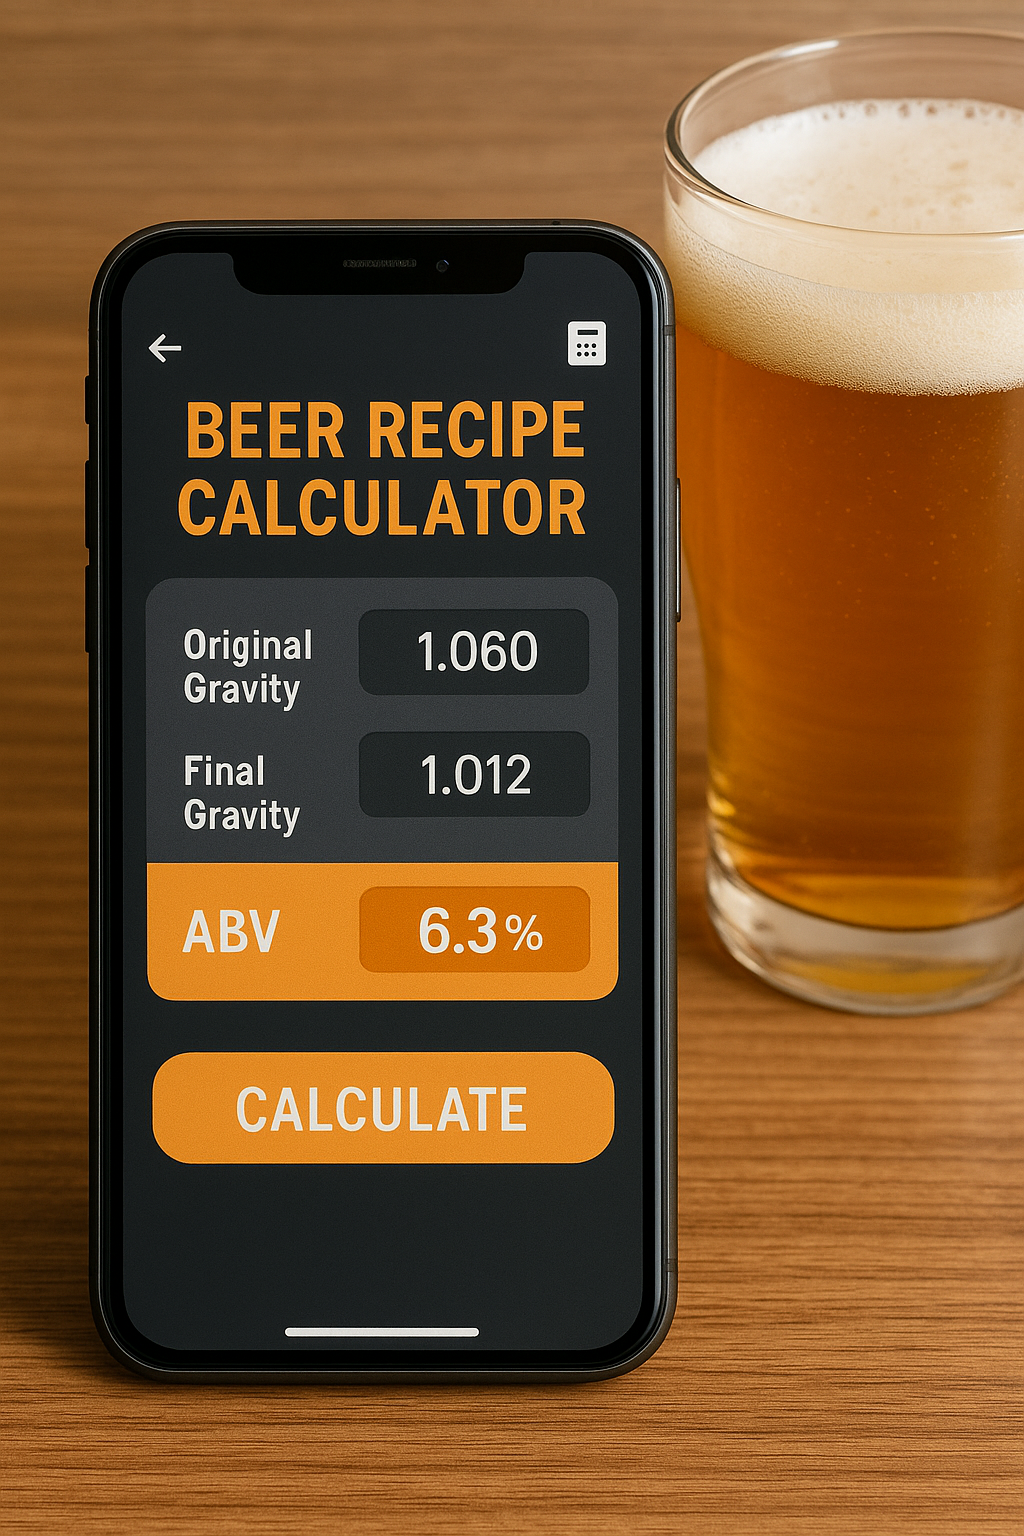 BEER RECIPE
CALCULATOR
Original
Gravity
1.060
Final
Gravity
1.012
ABV
6.3%
CALCULATE